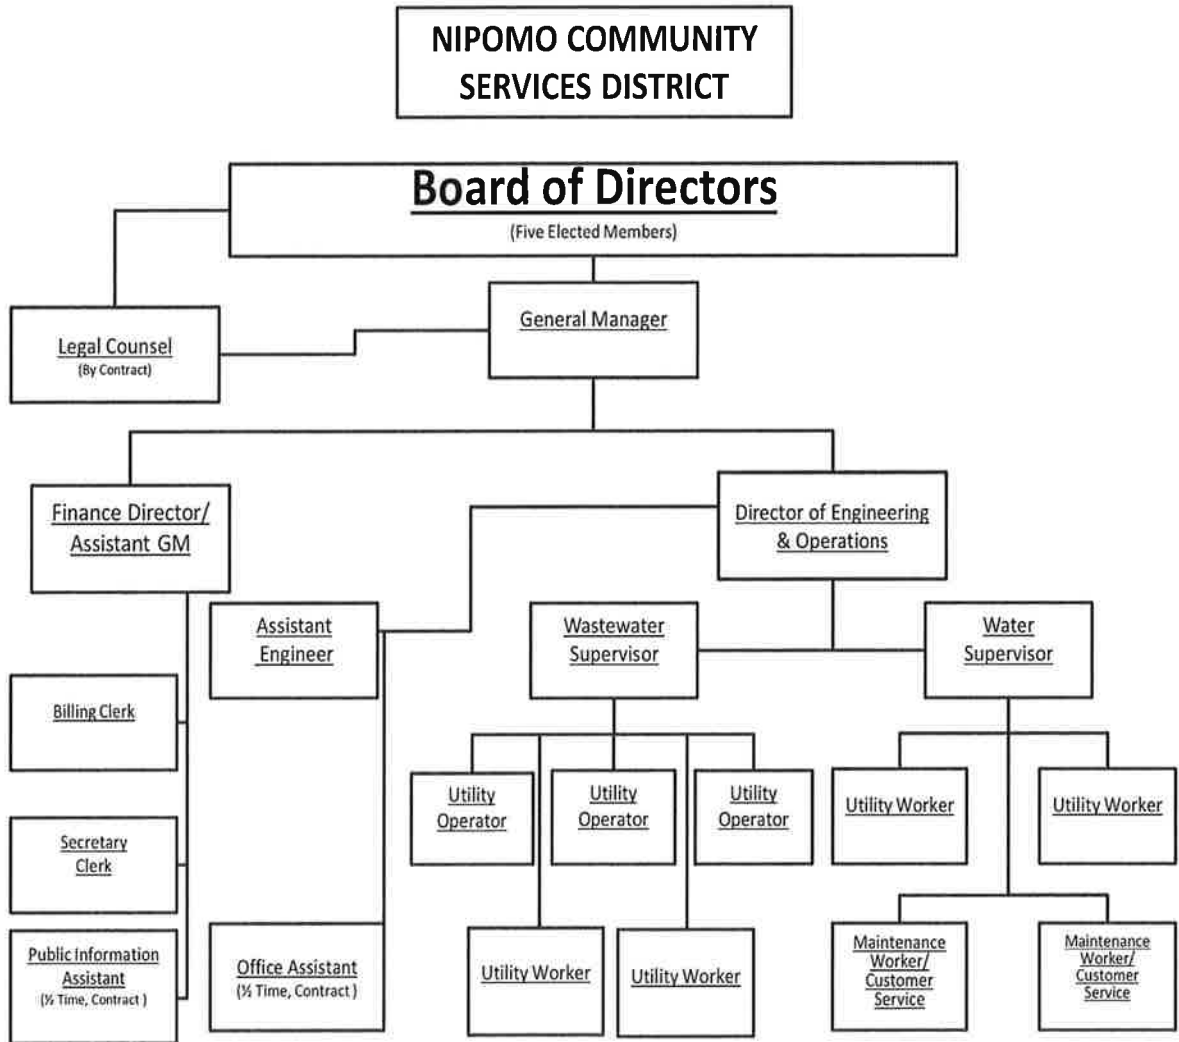 NIPOMO COMMUNITY
SERVICES DISTRICT
Board of Directors
(Five Elected Members)
General Manager
Legal Counsel
(By Contract)
Finance Director/
Assistant GM
Director of Engineering
& Operations
Assistant
Engineer
Wastewater
Supervisor
Water
Supervisor
Billing Clerk
Utility
Operator
Utility
Operator
Utility
Operator
Utility Worker
Utility Worker
Secretary
Clerk
Public Information
Assistant
(½ Time, Contract )
Office Assistant
(½ Time, Contract )
Utility Worker
Utility Worker
Maintenance
Worker/
Customer
Service
Maintenance
Worker/
Customer
Service